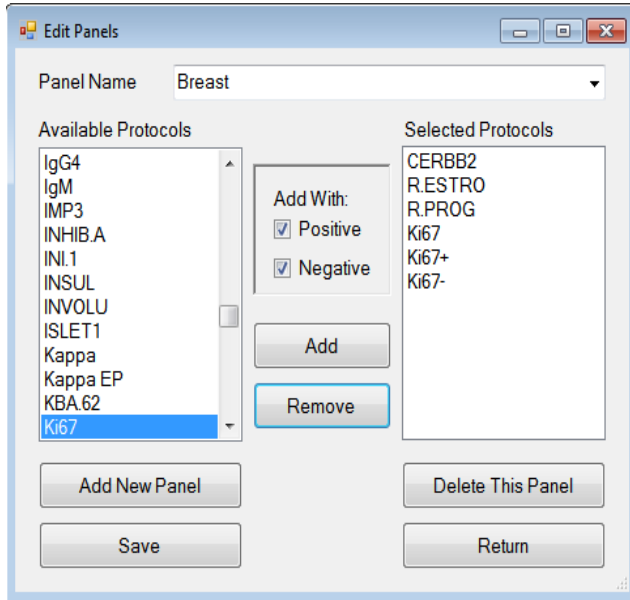 Edit Panels
Panel Name
Breast
Available Protocols
IgG4
IgM
IMP3
INHIB.A
INI.1
INSUL
INVOLU
ISLET1
Kappa
Kappa EP
KBA.62
Ki67
Add With:
Positive
Negative
Add
Remove
Selected Protocols
CERBB2
R.ESTRO
R.PROG
Ki67
Ki67+
Ki67-
Add New Panel
Delete This Panel
Save
Return